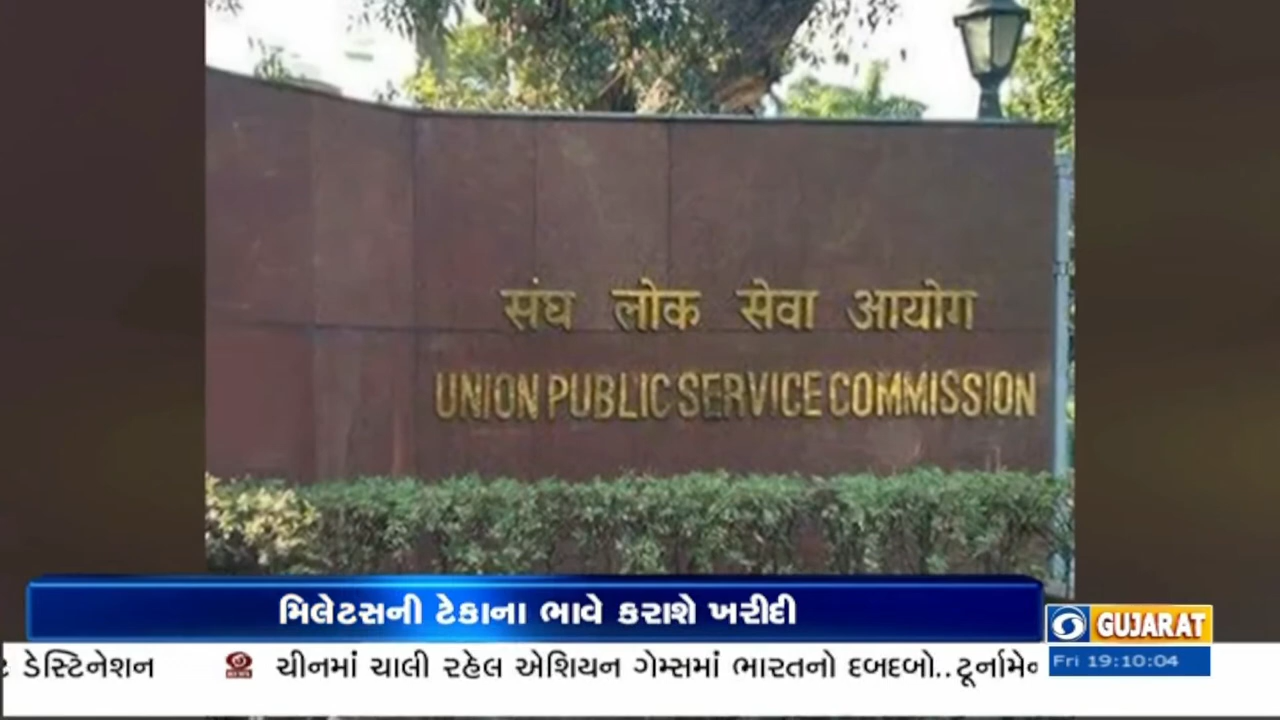 संघ लोक सेवा आयोग
UNION PUBLIC SERVICE COMMISSION
મિલેટસની ટેકાના ભાવે કરાશે ખરીદી
GUJARAT
ડેસ્ટિનેશન NEWS ચીનમાં ચાલી રહેલ એશિયન ગેમ્સમાં ભારતનો દબદબો..
Fri 19:10:04